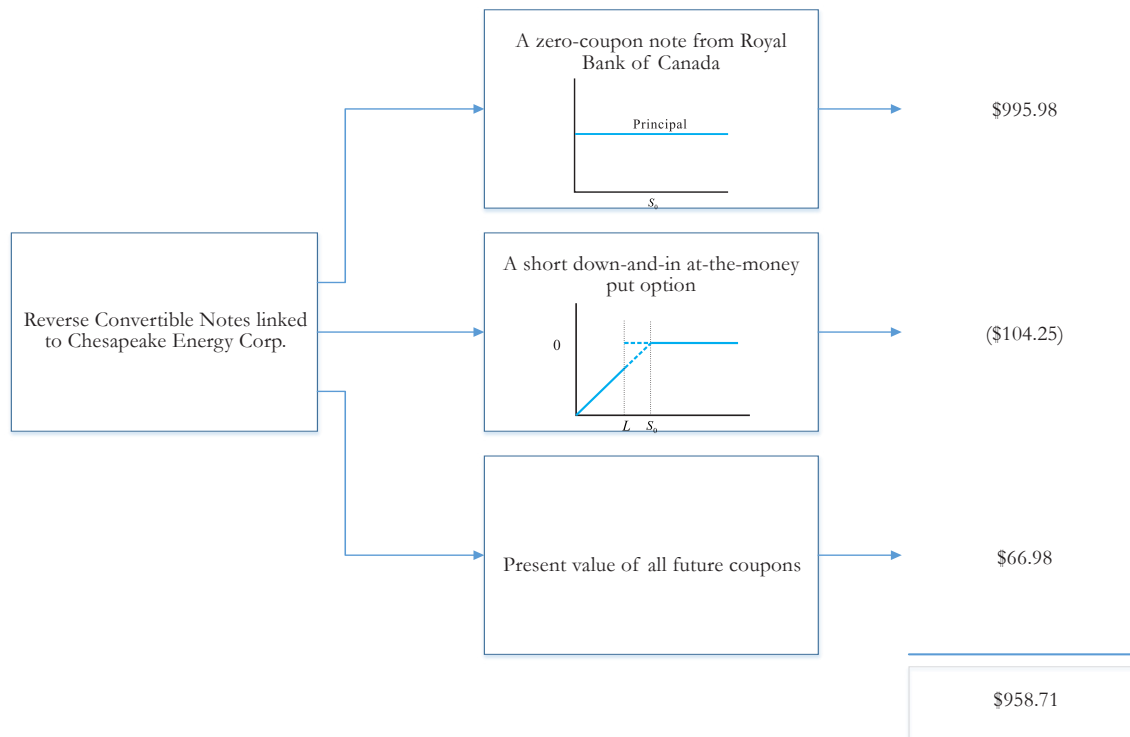 A zero-coupon note from Royal
Bank of Canada
Principal
S₀
$995.98
Reverse Convertible Notes linked
to Chesapeake Energy Corp.
A short down-and-in at-the-money
put option
0
L S₀
($104.25)
Present value of all future coupons
$66.98
$958.71